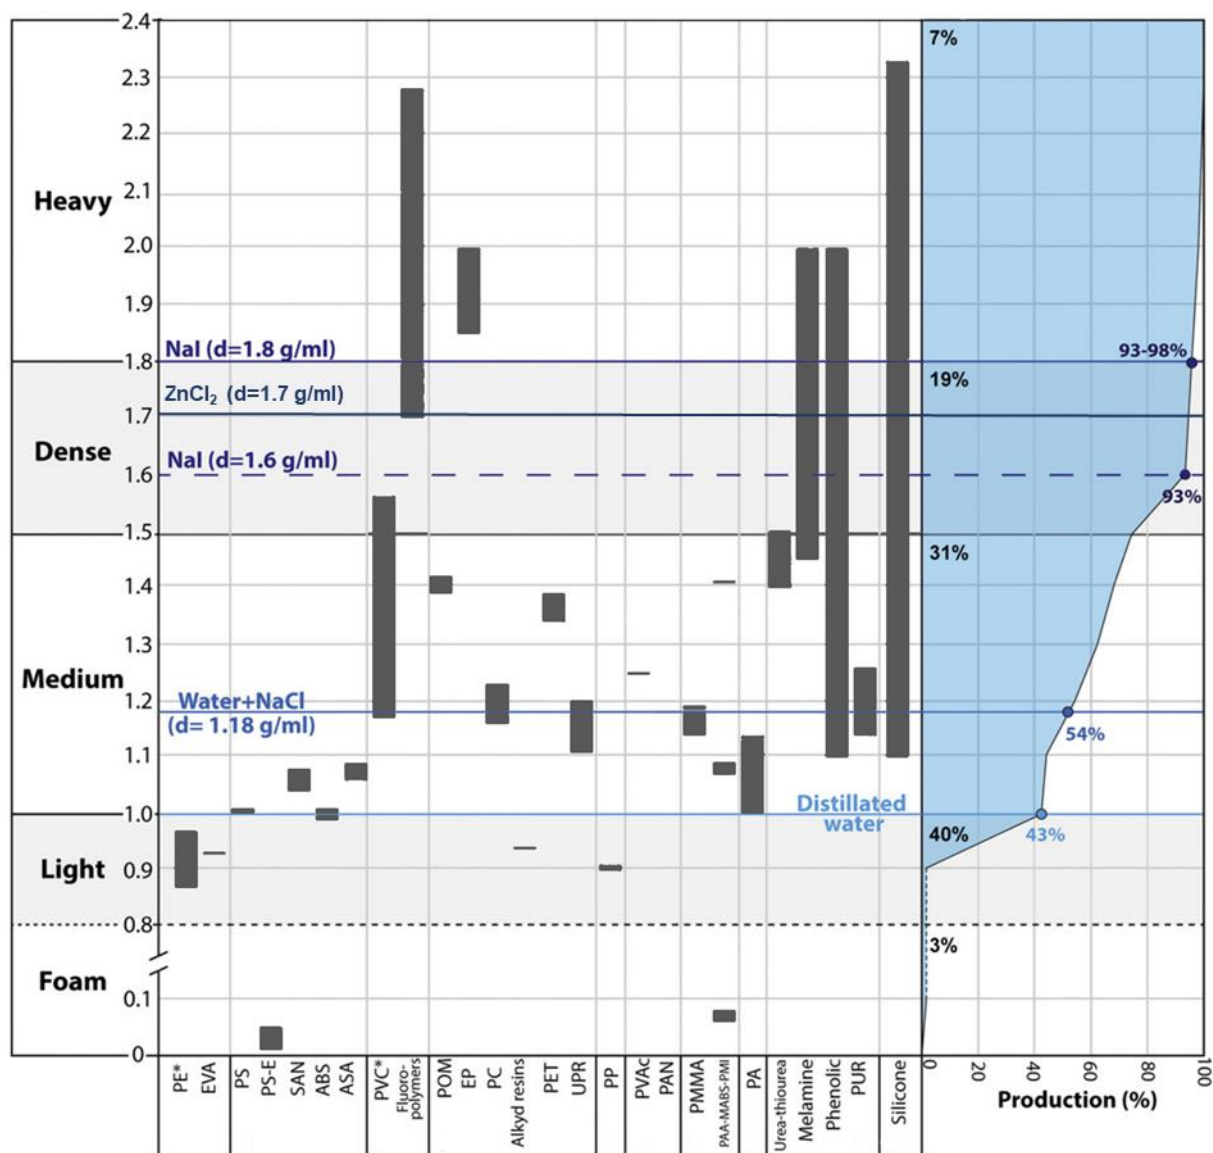 2.4
2.3
2.2
2.1
2.0
1.9
1.8
1.7
1.6
1.5
1.4
1.3
1.2
1.1
1.0
0.9
0.8
0.1
0
Heavy
Dense
Medium
Light
Foam
NaI (d=1.8 g/ml)
ZnCl₂ (d=1.7 g/ml)
NaI (d=1.6 g/ml)
Water+NaCl
(d= 1.18 g/ml)
Distillated
water
7%
93-98%
19%
93%
31%
54%
40%
43%
3%
PE*
EVA
PS
PS-E
SAN
ABS
ASA
PVC*
Fluoro-
polymers
POM
EP
PC
Alkyd resins
PET
UPR
PP
PVAc
PAN
PMMA
PAA-MABS-PMI
PA
Urea-thiourea
Melamine
Phenolic
PUR
Silicone
0
20
40
60
80
100
Production (%)